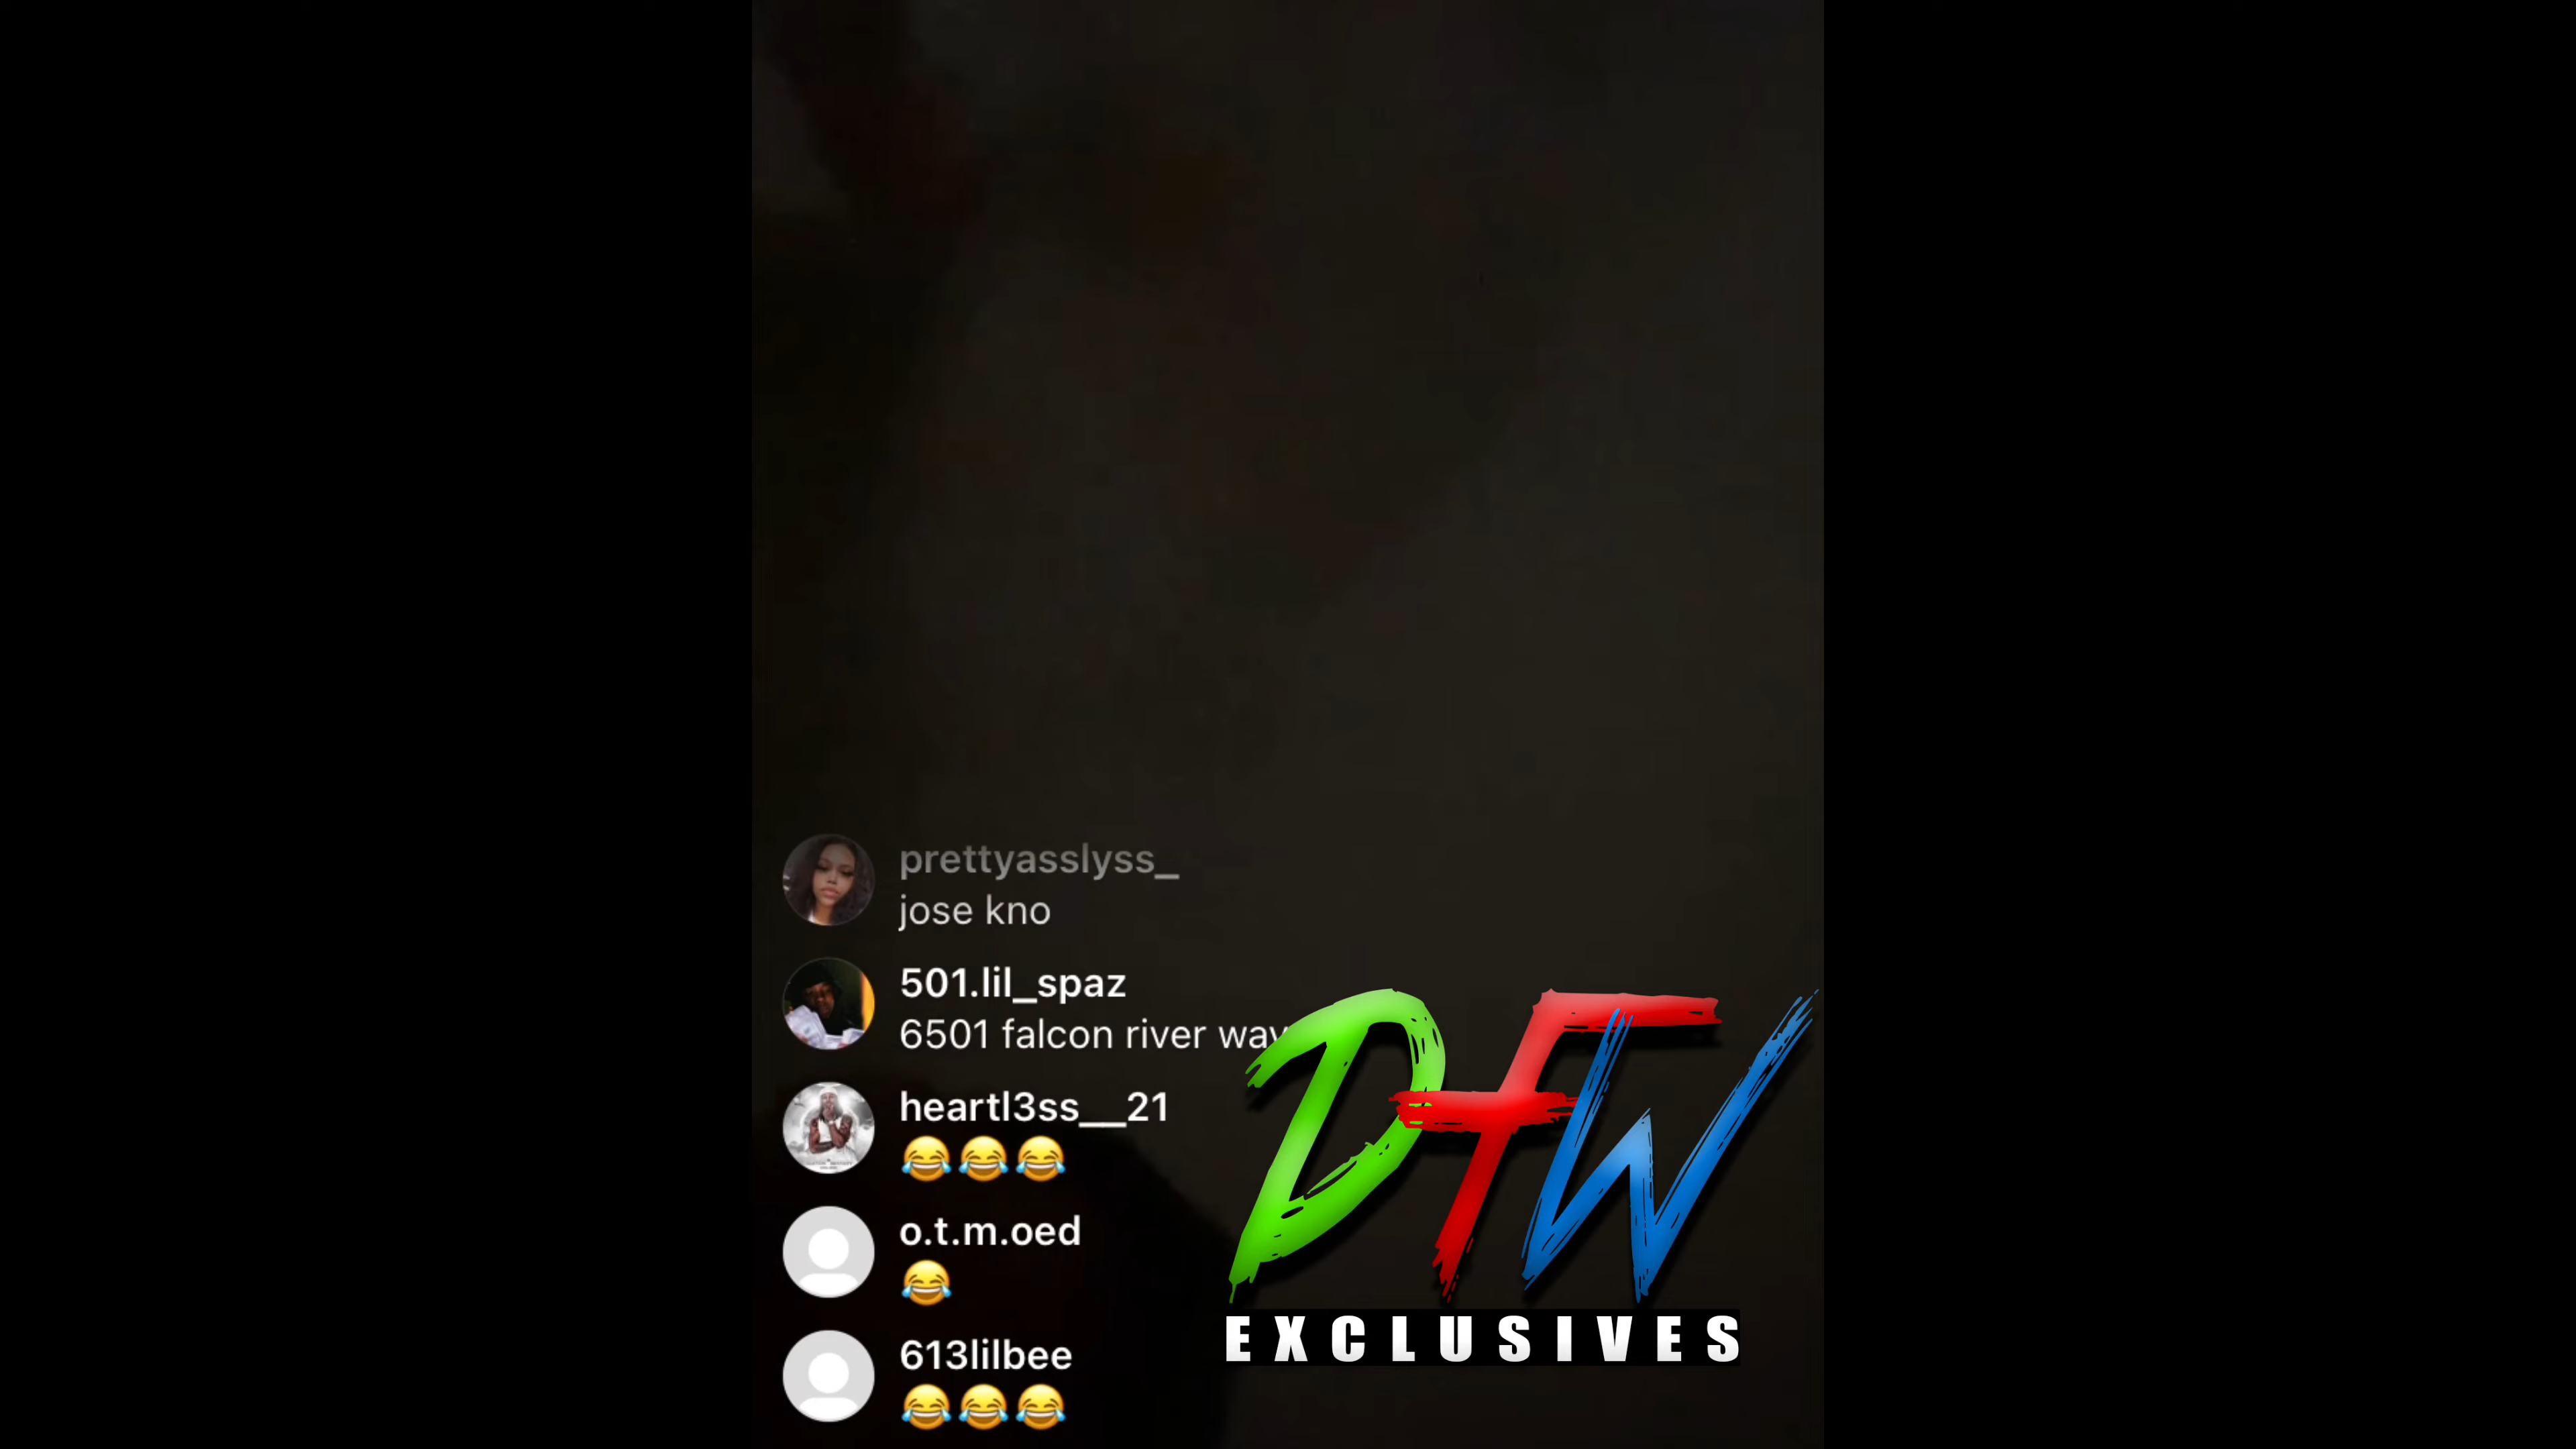 prettyasslyss_
jose kno
501.lil_spaz
6501 falcon river way
heartl3ss__21
😂😂😂
o.t.m.oed
😂
613lilbee
😂😂😂
DFW
EXCLUSIVES